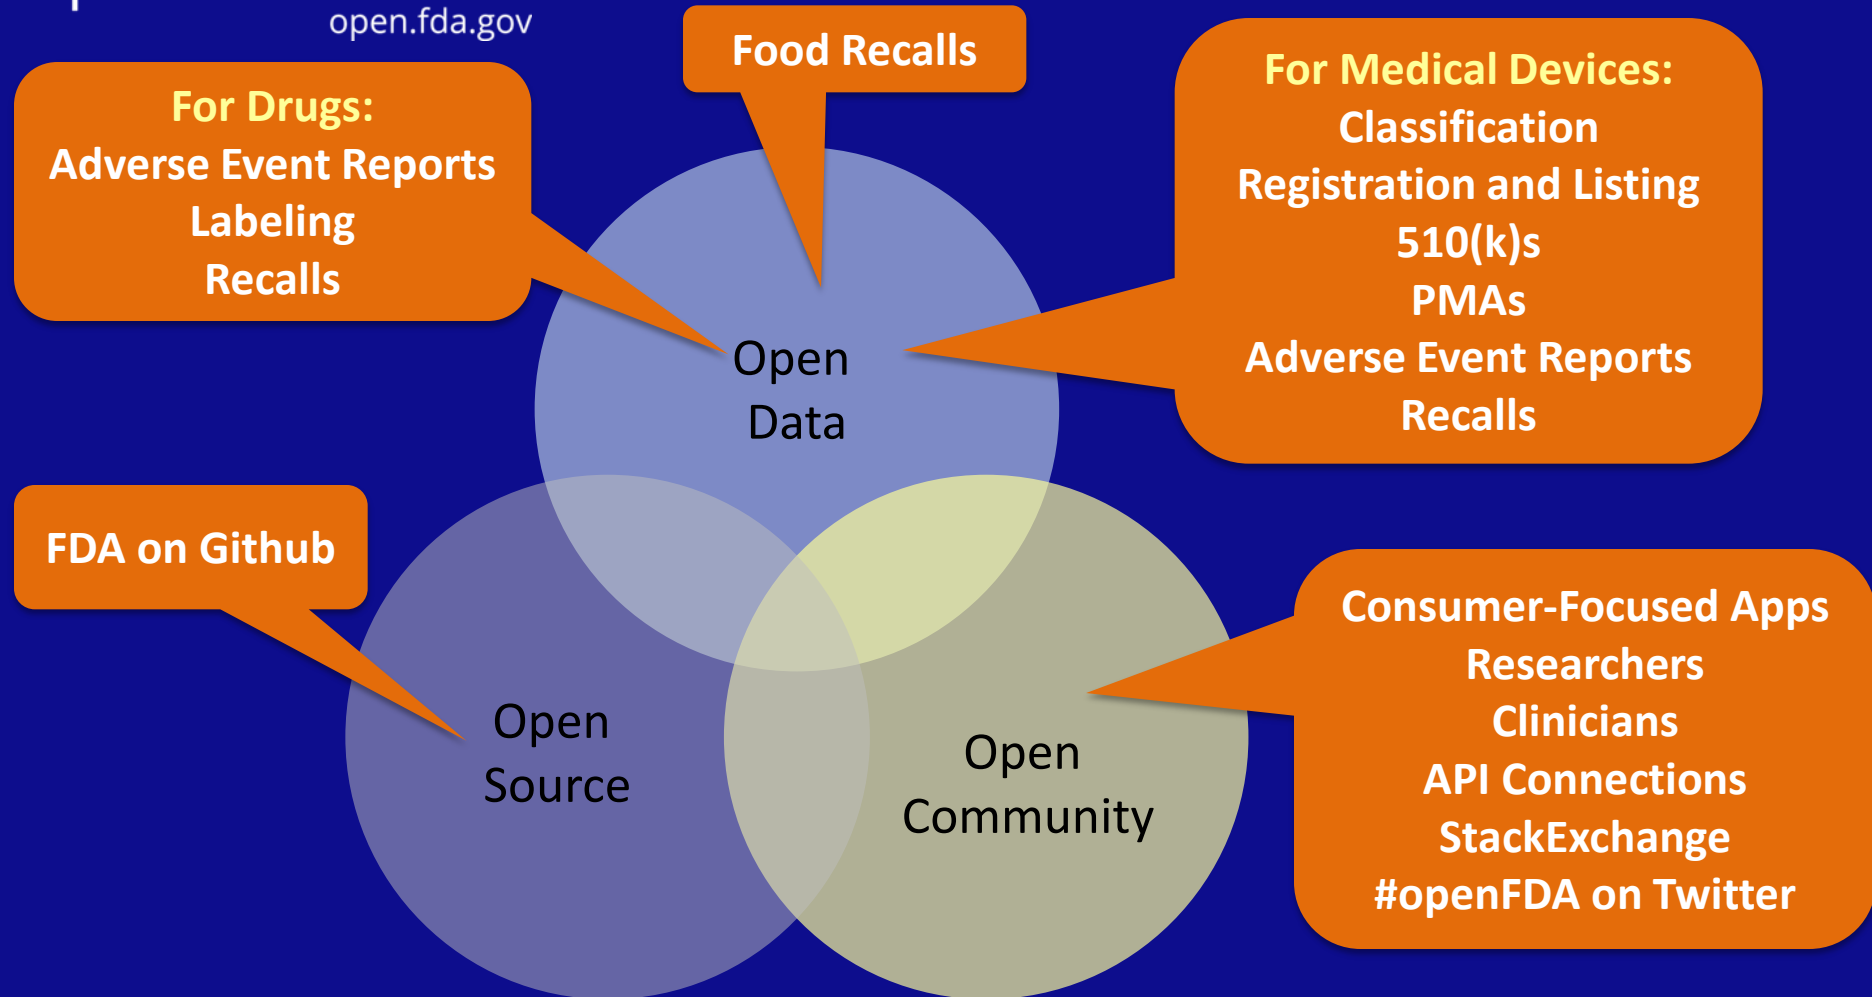 open.fda.gov
Food Recalls
For Drugs:
Adverse Event Reports
Labeling
Recalls
For Medical Devices:
Classification
Registration and Listing
510(k)s
PMAs
Adverse Event Reports
Recalls
Open
Data
FDA on Github
Open
Source
Open
Community
Consumer-Focused Apps
Researchers
Clinicians
API Connections
StackExchange
#openFDA on Twitter